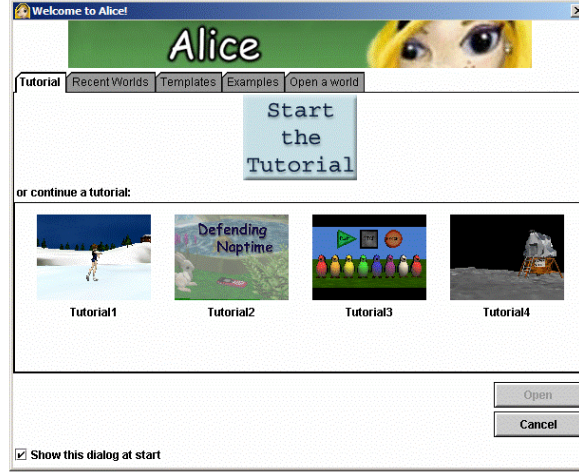 Welcome to Alice!
Alice
Tutorial Recent Worlds Templates Examples Open a world
Start
the
Tutorial
or continue a tutorial:
Defending
Naptime
Tutorial1 Tutorial2 Tutorial3 Tutorial4
Open
Cancel
Show this dialog at start